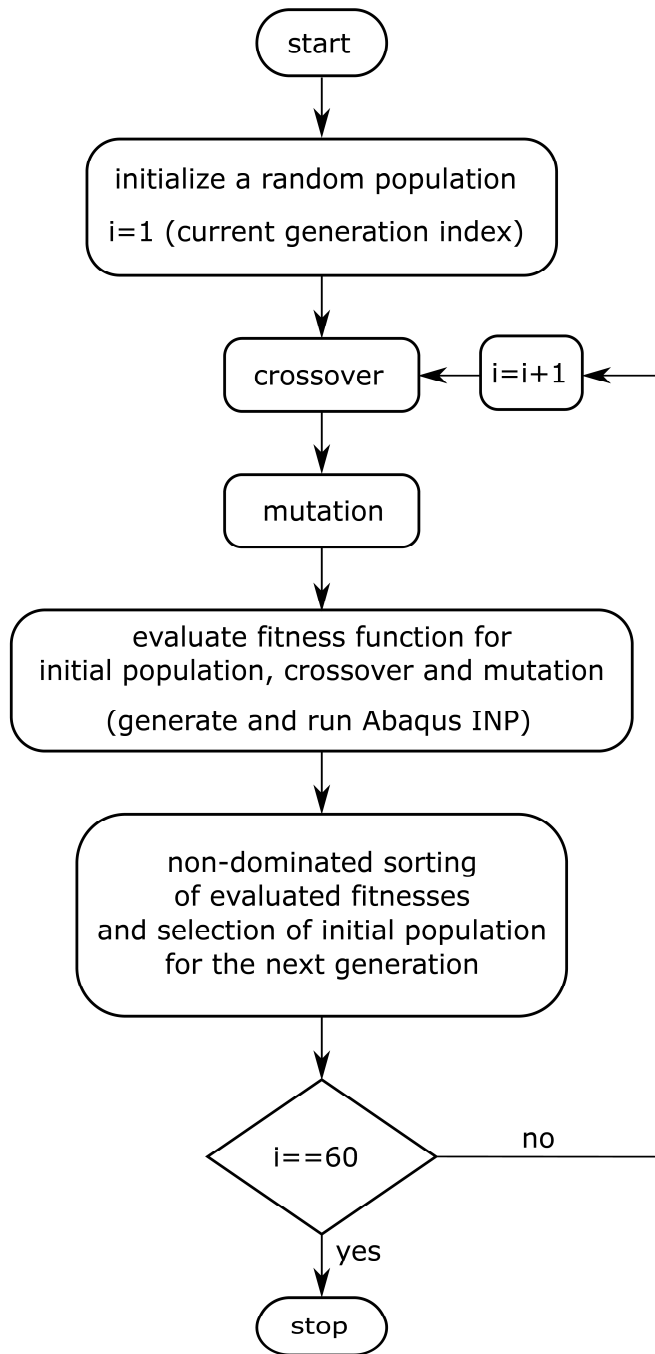 start
initialize a random population
i=1 (current generation index)
crossover
i=i+1
mutation
evaluate fitness function for
initial population, crossover and mutation
(generate and run Abaqus INP)
non-dominated sorting
of evaluated fitnesses
and selection of initial population
for the next generation
i==60
no
yes
stop